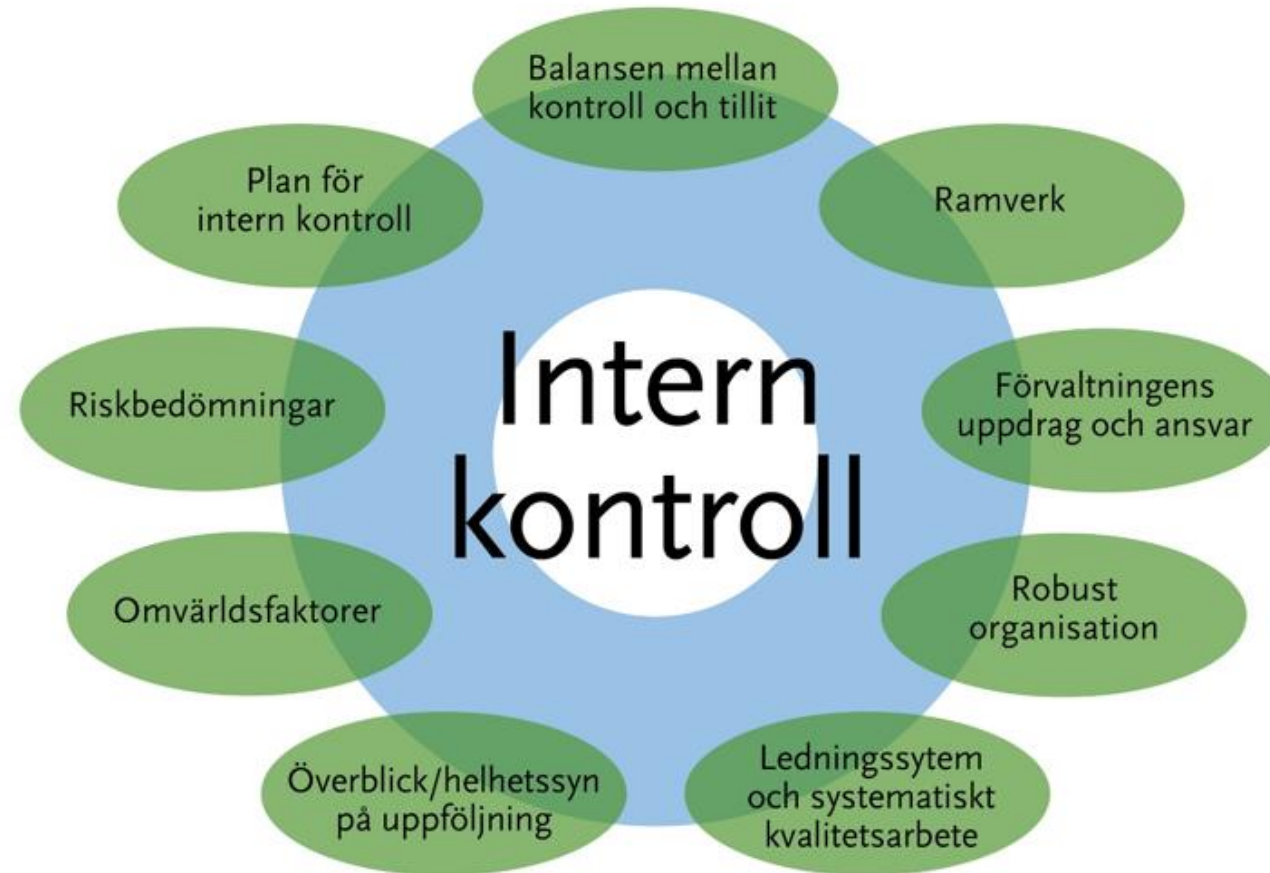 Balansen mellan
kontroll och tillit
Plan för
intern kontroll
Ramverk
Intern
kontroll
Riskbedömningar
Förvaltningens
uppdrag och ansvar
Omvärldsfaktorer
Robust
organisation
Överblick/helhetssyn
på uppföljning
Ledningssytem
och systematiskt
kvalitetsarbete